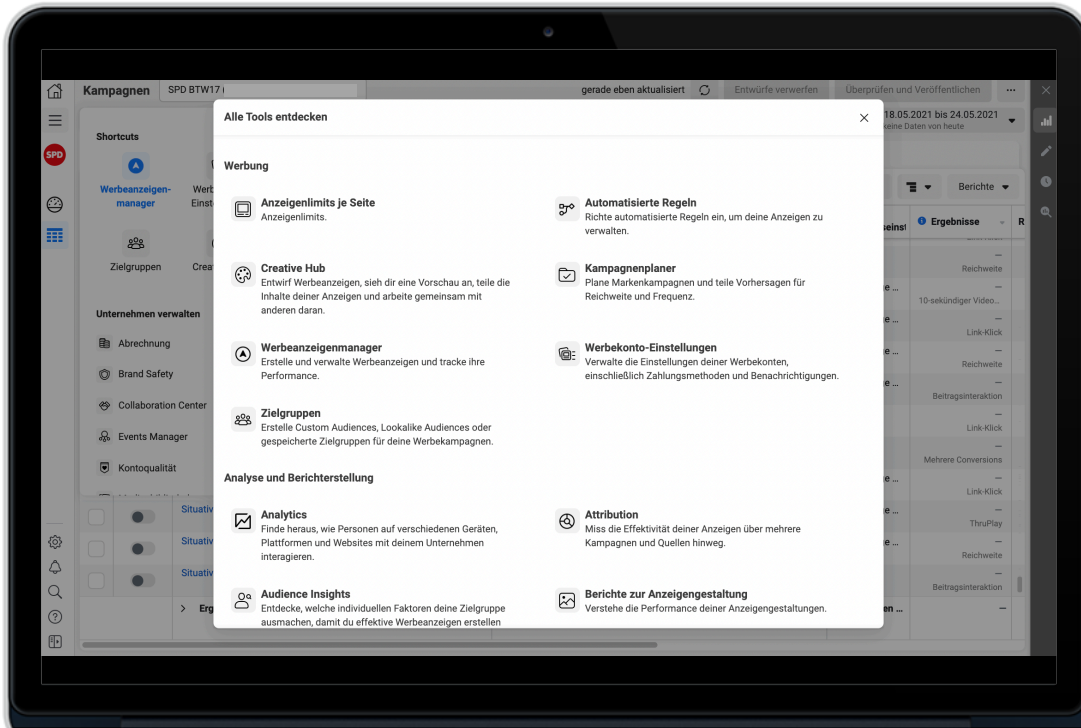 Kampagnen
SPD BTW17
gerade eben aktualisiert
Entwürfe verwerfen
Überprüfen und Veröffentlichen
18.05.2021 bis 24.05.2021
keine Daten von heute
Shortcuts
SPD
Werbeanzeigen-
manager
Zielgruppen
Unternehmen verwalten
Abrechnung
Brand Safety
Collaboration Center
Events Manager
Kontoqualität
Alle Tools entdecken
Werbung
Anzeigenlimits je Seite
Anzeigenlimits.
Automatisierte Regeln
Richte automatisierte Regeln ein, um deine Anzeigen zu
verwalten.
Creative Hub
Entwirf Werbeanzeigen, sieh dir eine Vorschau an, teile die
Inhalte deiner Anzeigen und arbeite gemeinsam mit
anderen daran.
Kampagnenplaner
Plane Markenkampagnen und teile Vorhersagen für
Reichweite und Frequenz.
Werbeanzeigenmanager
Erstelle und verwalte Werbeanzeigen und tracke ihre
Performance.
Werbekonto-Einstellungen
Verwalte die Einstellungen deiner Werbekonten,
einschließlich Zahlungsmethoden und Benachrichtigungen.
Zielgruppen
Erstelle Custom Audiences, Lookalike Audiences oder
gespeicherte Zielgruppen für deine Werbekampagnen.
Analyse und Berichterstellung
Analytics
Finde heraus, wie Personen auf verschiedenen Geräten,
Plattformen und Websites mit deinem Unternehmen
interagieren.
Attribution
Miss die Effektivität deiner Anzeigen über mehrere
Kampagnen und Quellen hinweg.
Audience Insights
Entdecke, welche individuellen Faktoren deine Zielgruppe
ausmachen, damit du effektive Werbeanzeigen erstellen
Berichte zur Anzeigengestaltung
Verstehe die Performance deiner Anzeigengestaltungen.
Berichte
Ergebnisse
R
Reichweite
10-sekündiger Video...
Link-Klick
Reichweite
Beitragsinteraktion
Link-Klick
Mehrere Conversions
Link-Klick
ThruPlay
Reichweite
Beitragsinteraktion
Situativ
Situativ
Situativ
Erg